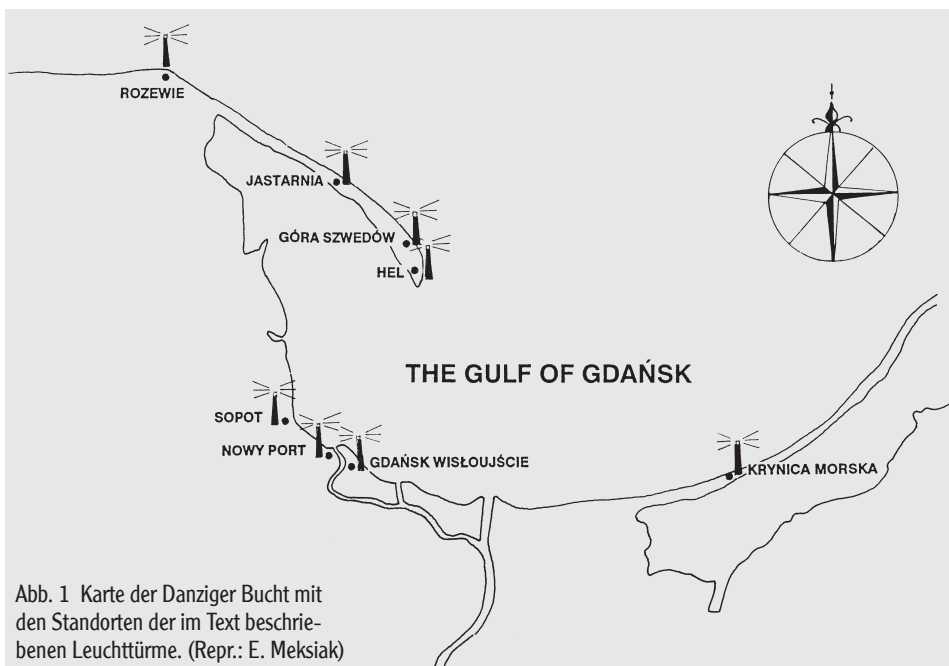 ROZEWIE
JASTARNIA
GÓRA SZWEDÓW
HEL
THE GULF OF GDAŃSK
SOPOT
NOWY PORT
GDAŃSK WISŁOUJŚCIE
KRYNICA MORSKA
Abb. 1 Karte der Danziger Bucht mit
den Standorten der im Text beschrie-
benen Leuchttürme. (Repr.: E. Meksiak)